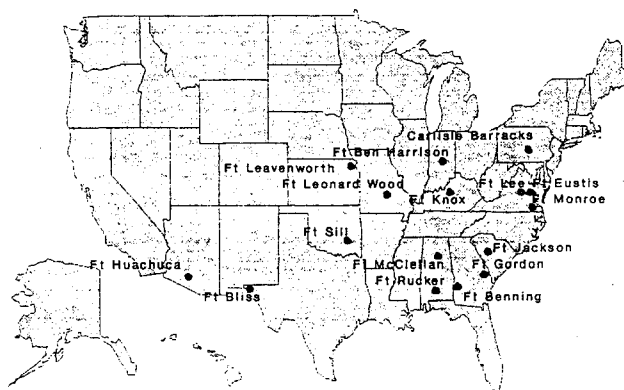 Carlisle Barracks
Ft Ben Harrison
Ft Leavenworth
Ft Leonard Wood
Ft Knox
Ft Lee Ft Eustis
Ft Monroe
Ft Sill
Ft Jackson
Ft McClellan
Ft Gordon
Ft Huachuca
Ft Rucker
Ft Bliss
Ft Benning